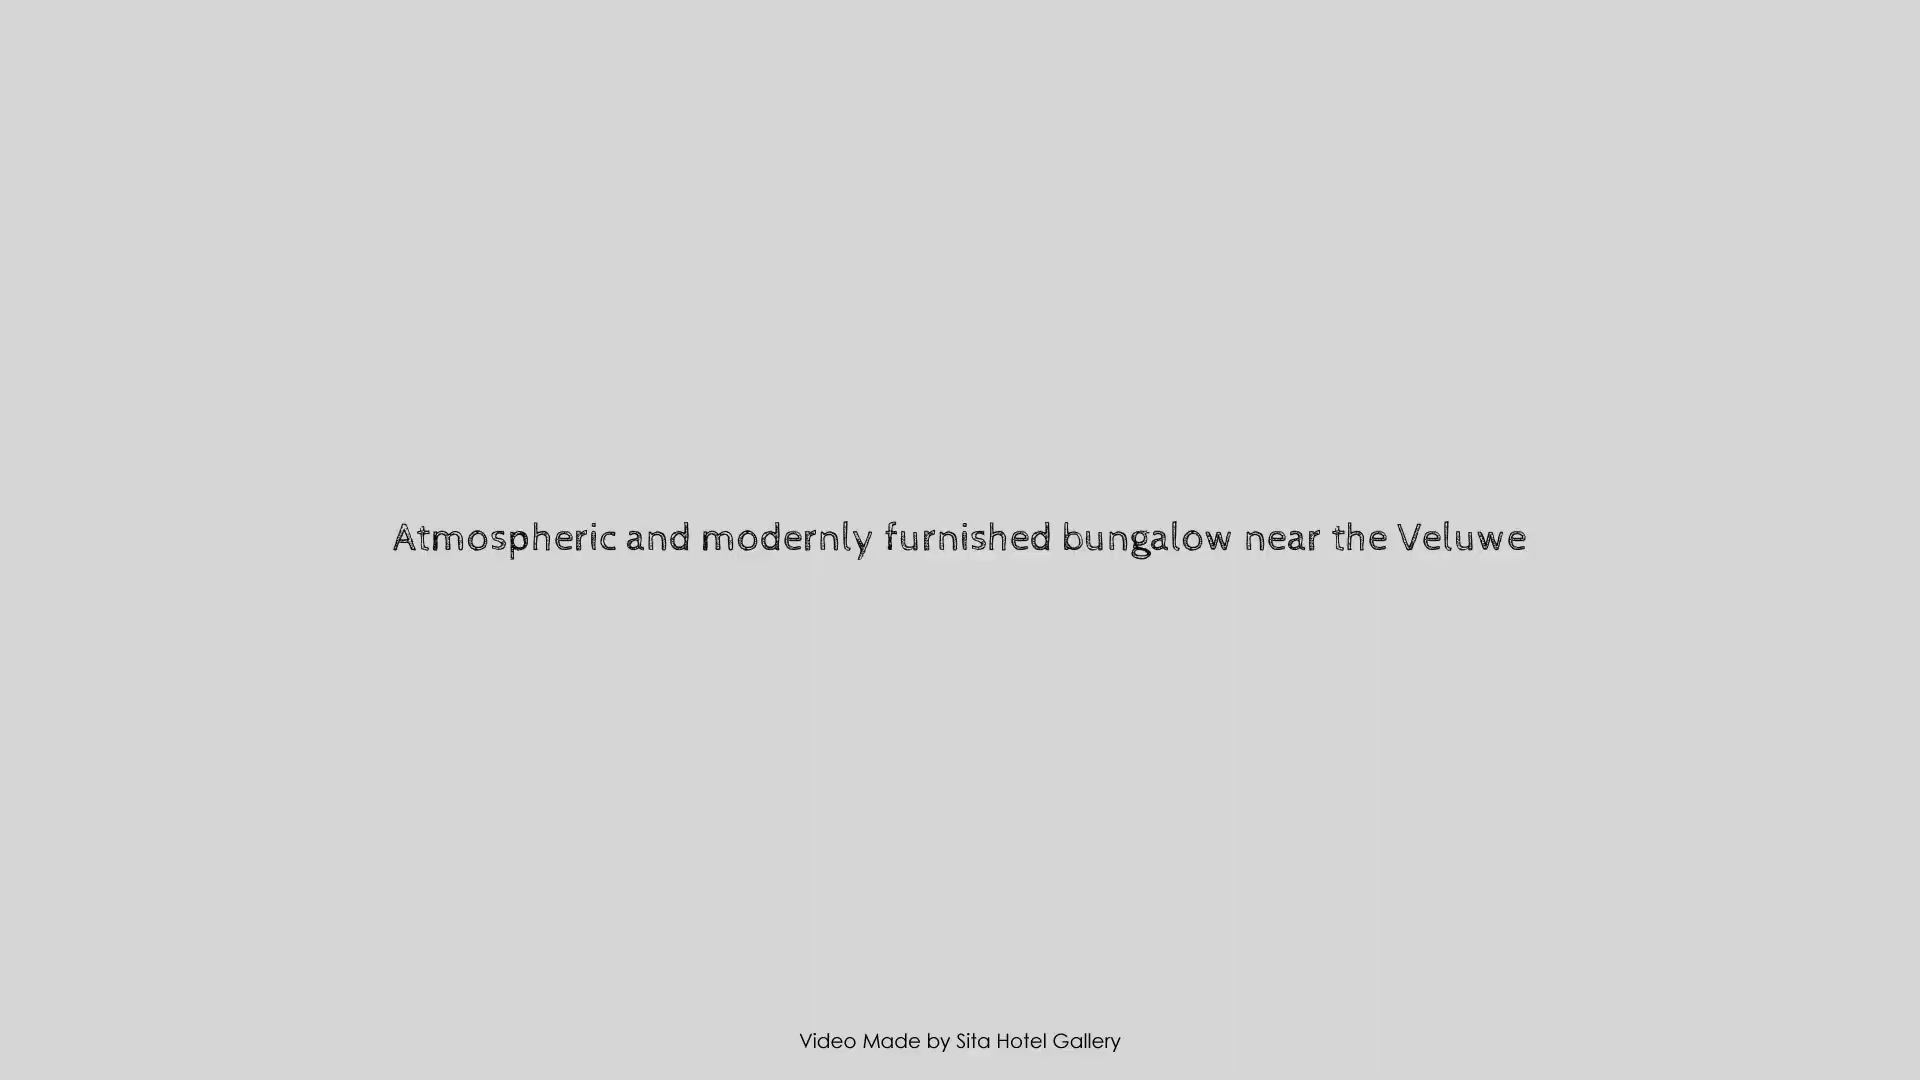 Atmospheric and modernly furnished bungalow near the Veluwe
Video Made by Sita Hotel Gallery